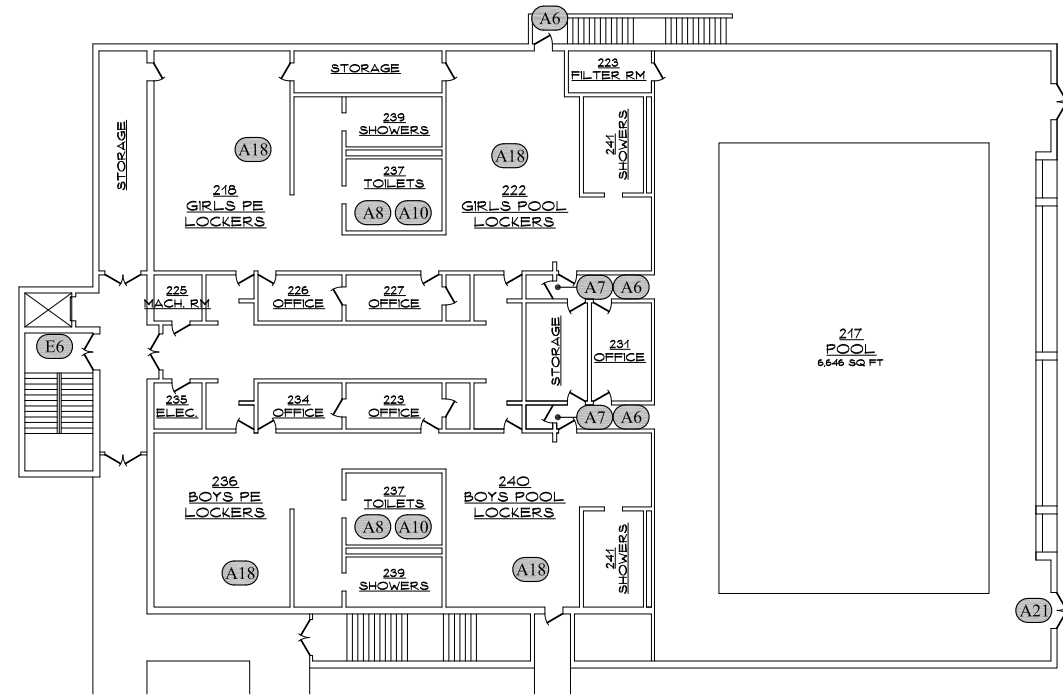 A6
STORAGE
223
FILTER RM
STORAGE
239
SHOWERS
241
SHOWERS
A18
A18
237
TOILETS
218
GIRLS PE
LOCKERS
222
GIRLS POOL
LOCKERS
A8 A10
225
MACH. RM
226
OFFICE
227
OFFICE
A7 A6
E6
STORAGE
231
OFFICE
217
POOL
6,646 SQ FT
235
ELEC.
234
OFFICE
223
OFFICE
A7 A6
236
BOYS PE
LOCKERS
237
TOILETS
240
BOYS POOL
LOCKERS
A8 A10
241
SHOWERS
A18
239
SHOWERS
A18
A21